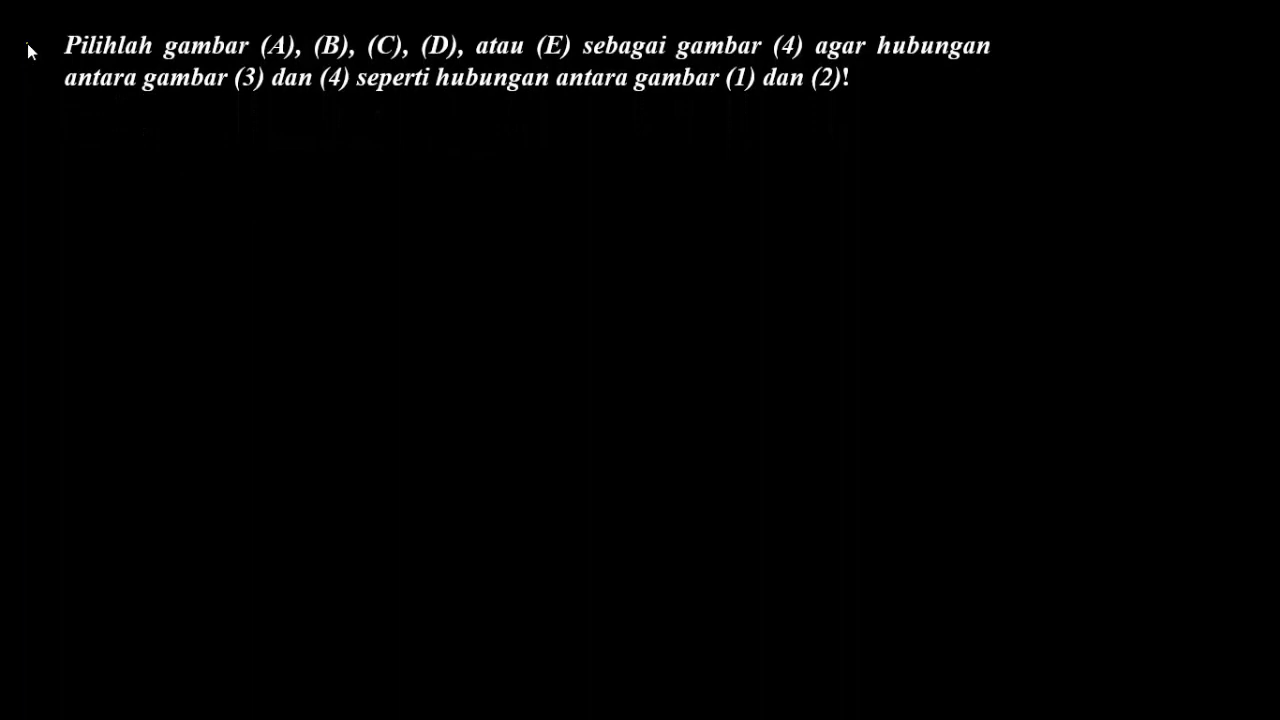 Pilihlah gambar (A), (B), (C), (D), atau (E) sebagai gambar (4) agar hubungan
antara gambar (3) dan (4) seperti hubungan antara gambar (1) dan (2)!